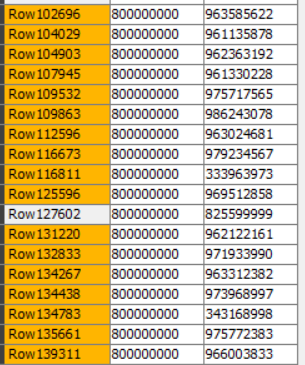 Row102696 800000000 963585622
Row104029 800000000 961135878
Row104903 800000000 962363192
Row107945 800000000 961330228
Row109532 800000000 975717565
Row109863 800000000 986243078
Row112596 800000000 963024681
Row116673 800000000 979234567
Row116811 800000000 333963973
Row125596 800000000 969512858
Row127602 800000000 825599999
Row131220 800000000 962122161
Row132833 800000000 971933990
Row134267 800000000 963312382
Row134438 800000000 973968997
Row134783 800000000 343168998
Row135661 800000000 975772383
Row139311 800000000 966003833